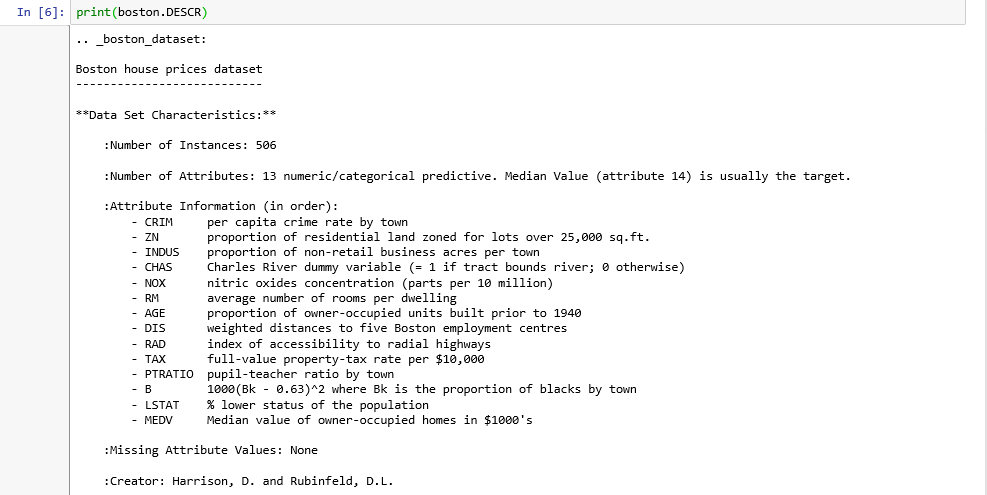 In [6]: print(boston.DESCR)
.. _boston_dataset:
Boston house prices dataset
---------------------------
**Data Set Characteristics:**
:Number of Instances: 506
:Number of Attributes: 13 numeric/categorical predictive. Median Value (attribute 14) is usually the target.
:Attribute Information (in order):
- CRIM     per capita crime rate by town
- ZN       proportion of residential land zoned for lots over 25,000 sq.ft.
- INDUS    proportion of non-retail business acres per town
- CHAS     Charles River dummy variable (= 1 if tract bounds river; 0 otherwise)
- NOX      nitric oxides concentration (parts per 10 million)
- RM       average number of rooms per dwelling
- AGE      proportion of owner-occupied units built prior to 1940
- DIS      weighted distances to five Boston employment centres
- RAD      index of accessibility to radial highways
- TAX      full-value property-tax rate per $10,000
- PTRATIO  pupil-teacher ratio by town
- B        1000(Bk - 0.63)^2 where Bk is the proportion of blacks by town
- LSTAT    % lower status of the population
- MEDV     Median value of owner-occupied homes in $1000's
:Missing Attribute Values: None
:Creator: Harrison, D. and Rubinfeld, D.L.